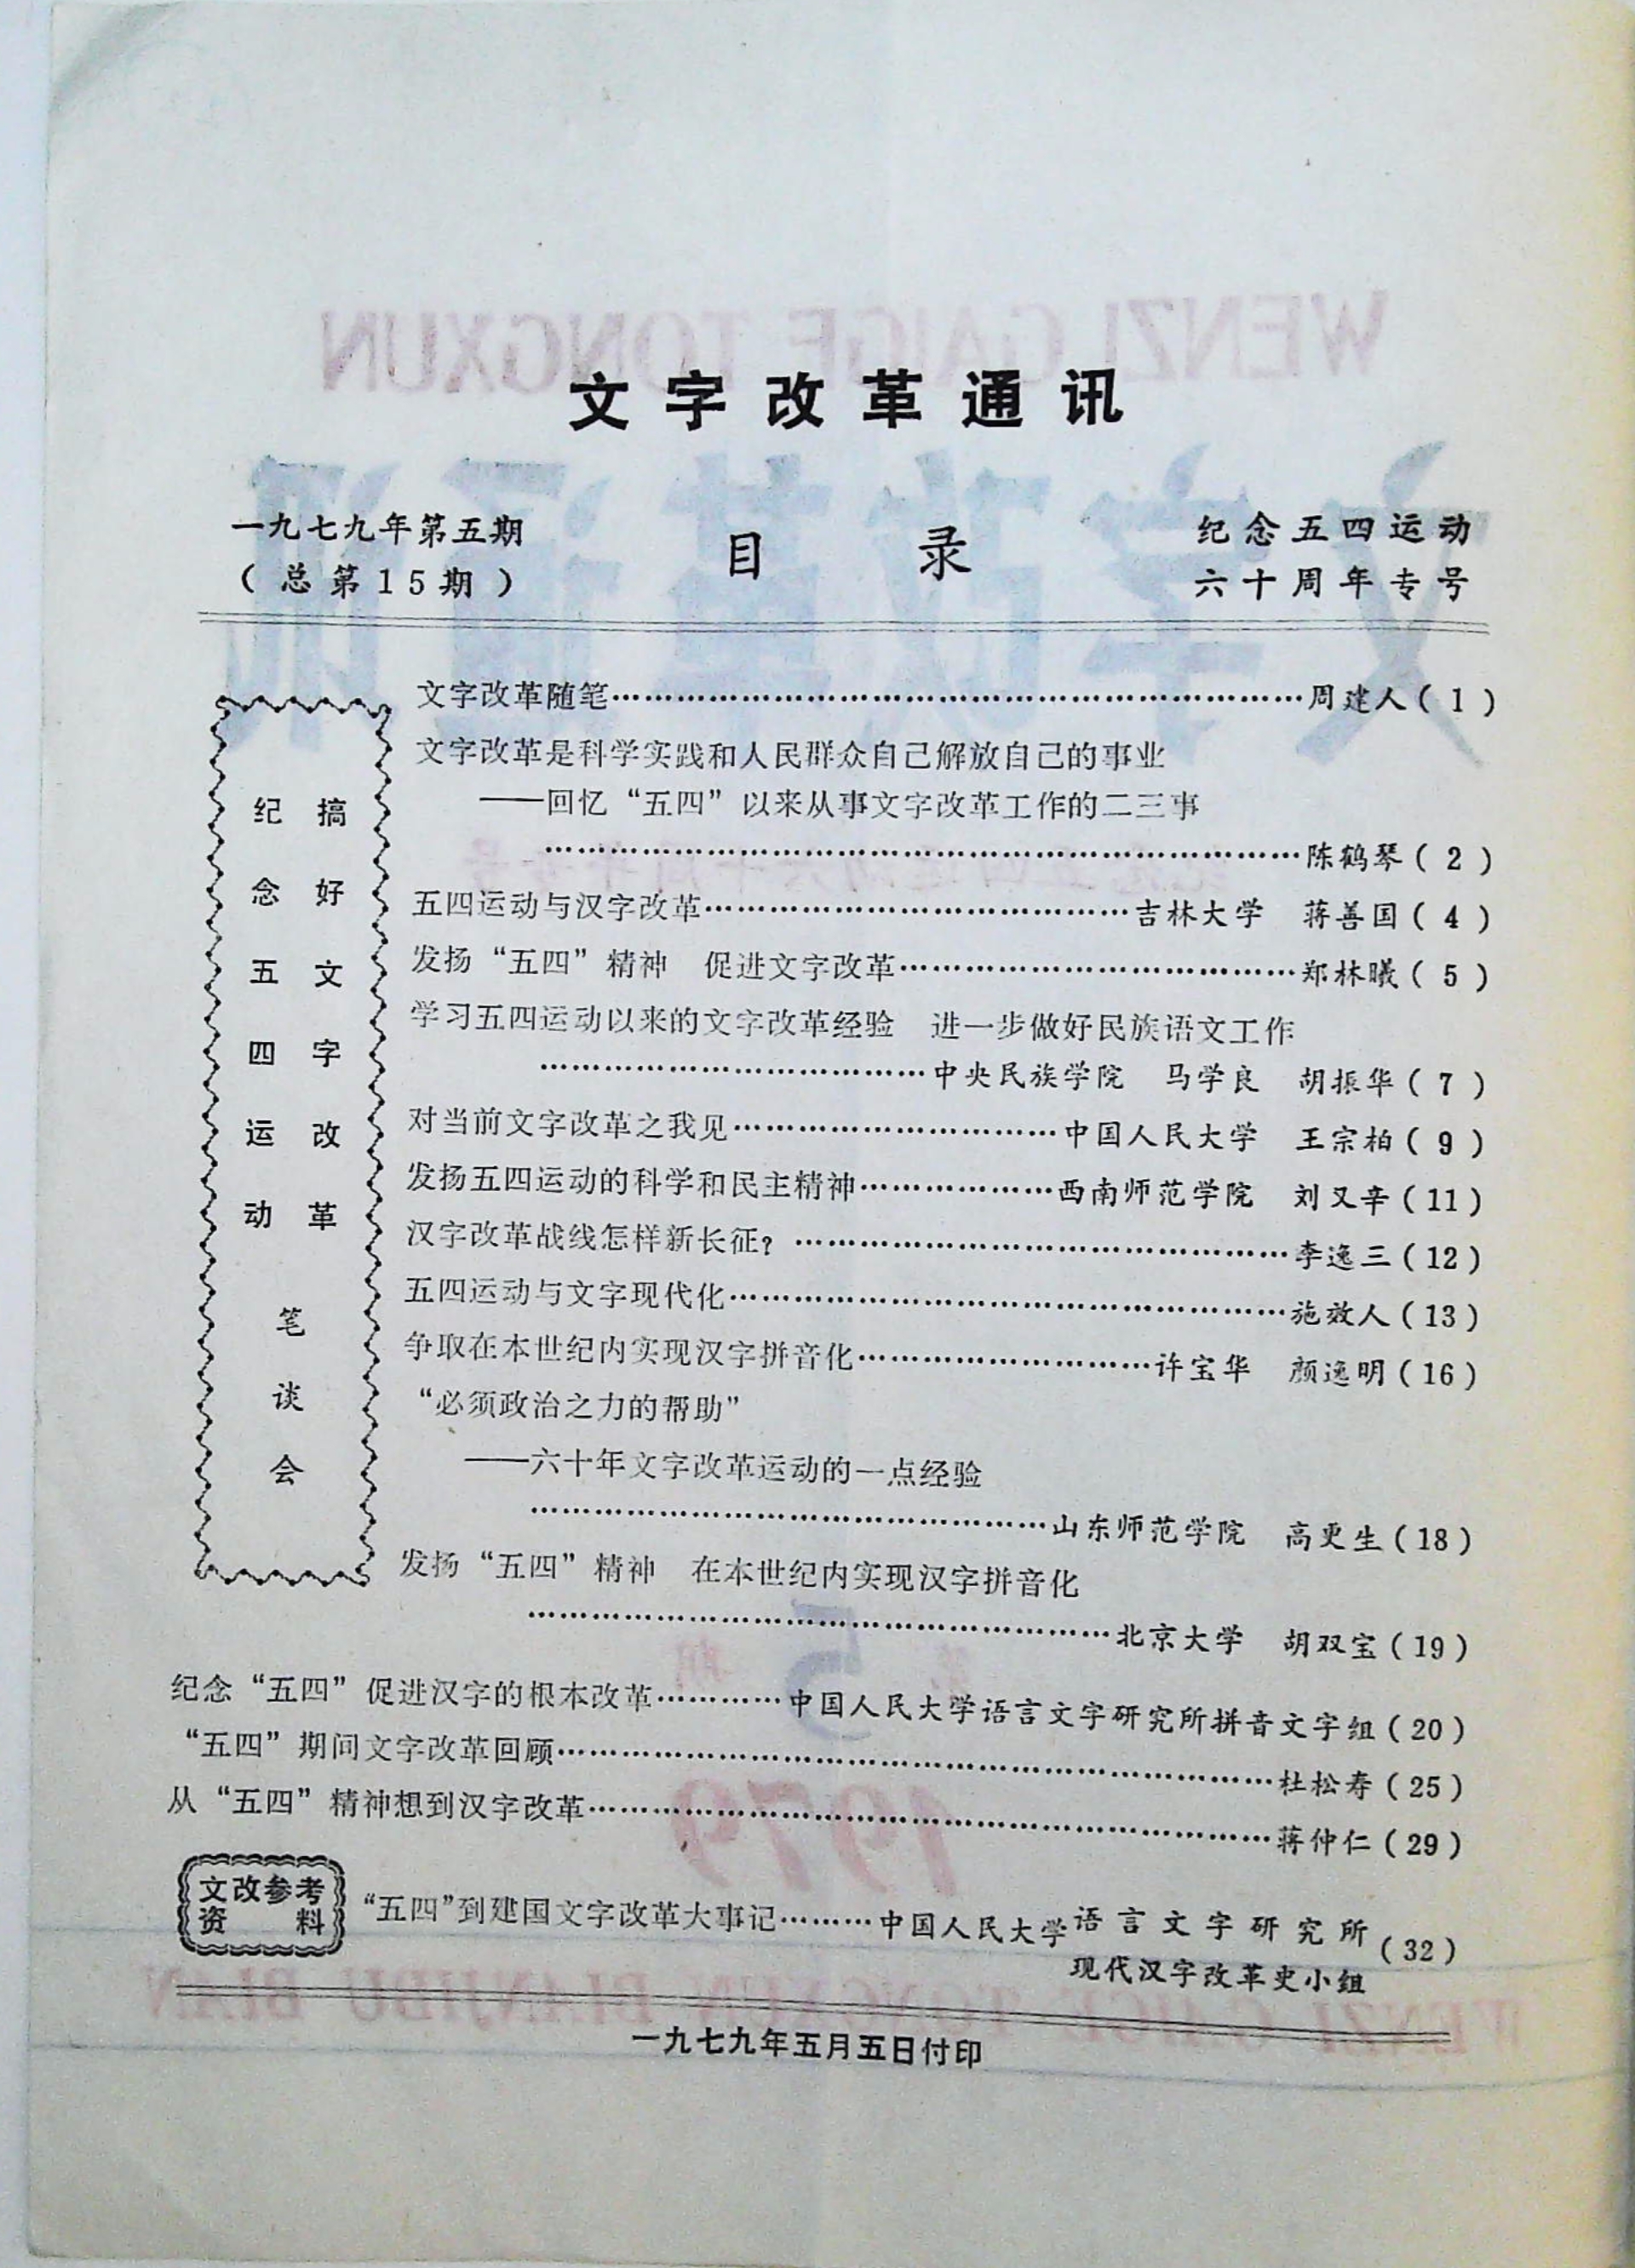 文字改革通讯
一九七九年第五期
（总第15期）
目 录
纪念五四运动
六十周年专号
纪念五四运动
搞好文字改革
笔谈会
文字改革随笔……………………………………………………………周建人(1)
文字改革是科学实践和人民群众自己解放自己的事业
——回忆“五四”以来从事文字改革工作的二三事
……………………………………………………………………陈鹤琴(2)
五四运动与汉字改革……………………………………吉林大学 蒋善国(4)
发扬“五四”精神 促进文字改革…………………………………郑林曦(5)
学习五四运动以来的文字改革经验 进一步做好民族语文工作
…………………………………中央民族学院 马学良 胡振华(7)
对当前文字改革之我见……………………………中国人民大学 王宗柏(9)
发扬五四运动的科学和民主精神………………西南师范学院 刘又辛(11)
汉字改革战线怎样新长征？…………………………………………李逸三(12)
五四运动与文字现代化………………………………………………施效人(13)
争取在本世纪内实现汉字拼音化………………………许宝华 颜逸明(16)
“必须政治之力的帮助”
——六十年文字改革运动的一点经验
……………………………………………山东师范学院 高更生(18)
发扬“五四”精神 在本世纪内实现汉字拼音化
…………………………………………………北京大学 胡双宝(19)
纪念“五四”促进汉字的根本改革…………中国人民大学语言文字研究所拼音文字组(20)
“五四”期间文字改革回顾……………………………………………………………杜松寿(25)
从“五四”精神想到汉字改革…………………………………………………………蒋仲仁(29)
文改参考
资料
“五四”到建国文字改革大事记………中国人民大学语言文字研究所
现代汉字改革史小组(32)
一九七九年五月五日付印